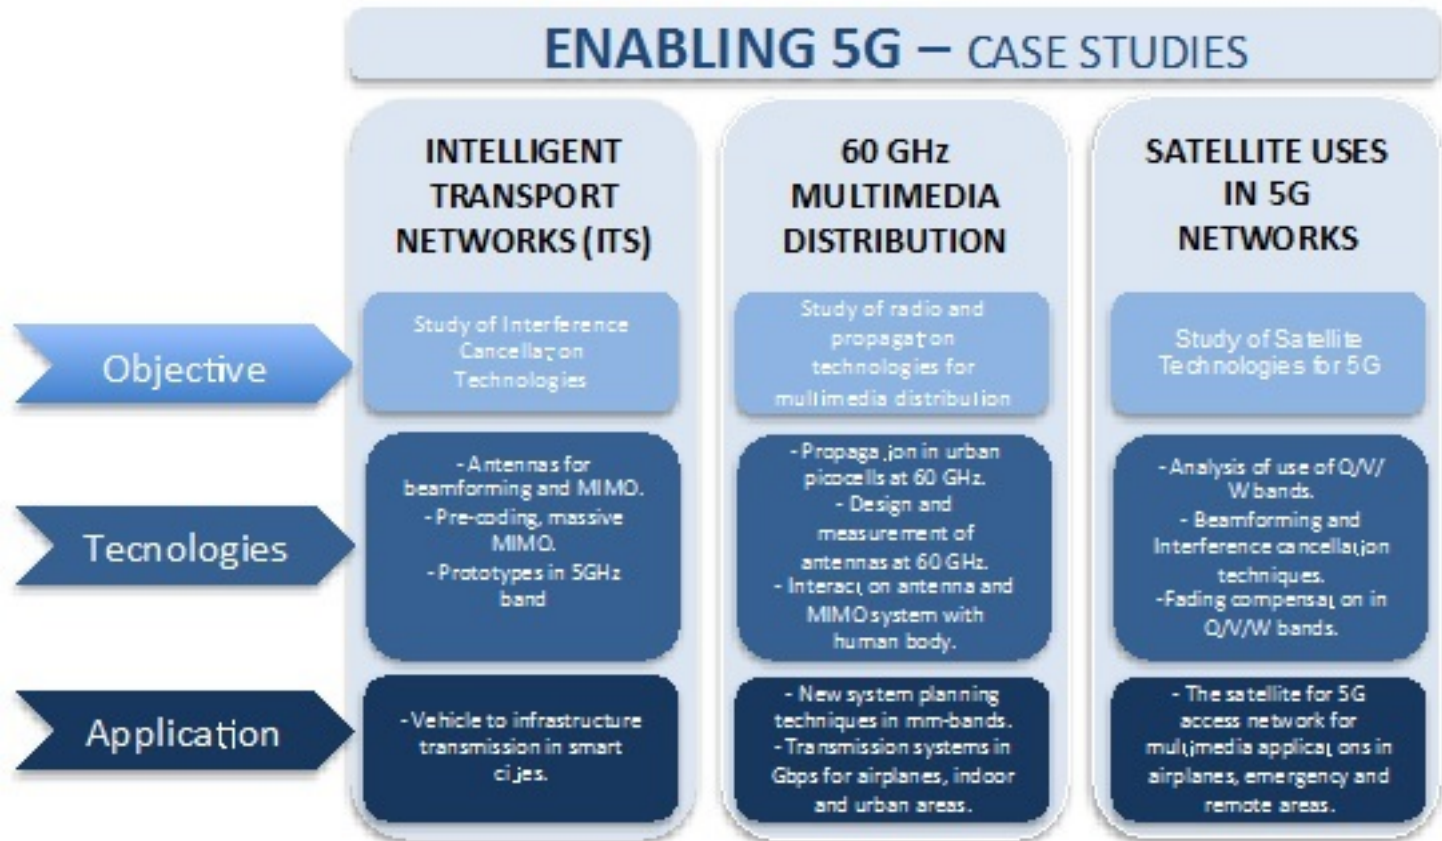 ENABLING 5G – CASE STUDIES
INTELLIGENT
TRANSPORT
NETWORKS (ITS)
60 GHz
MULTIMEDIA
DISTRIBUTION
SATELLITE USES
IN 5G
NETWORKS
Objective
Study of Interference
Cancellation
Technologies
Study of radio and
propagation
technologies for
multimedia distribution
Study of Satellite
Technologies for 5G
Tecnologies
- Antennas for
beamforming and MIMO.
- Pre-coding, massive
MIMO.
- Prototypes in 5GHz
band
- Propagation in urban
picocells at 60 GHz.
- Design and
measurement of
antennas at 60 GHz.
- Interaction antenna and
MIMO system with
human body.
- Analysis of use of Q/V/
W bands.
- Beamforming and
Interference cancellation
techniques.
-Fading compensation in
Q/V/W bands.
Application
- Vehicle to infrastructure
transmission in smart
cities.
- New system planning
techniques in mm-bands.
- Transmission systems in
Gbps for airplanes, indoor
and urban areas.
- The satellite for 5G
access network for
multimedia applications in
airplanes, emergency and
remote areas.